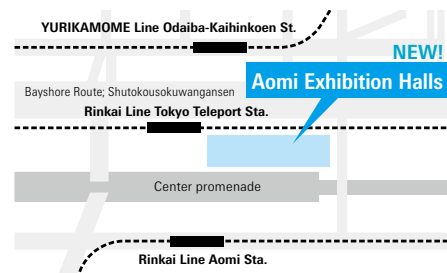 YURIKAMOME Line Odaiba-Kaihinkoen St.
NEW!
Aomi Exhibition Halls
Bayshore Route; Shutokousokuwangansen
Rinkai Line Tokyo Teleport Sta.
Center promenade
Rinkai Line Aomi Sta.